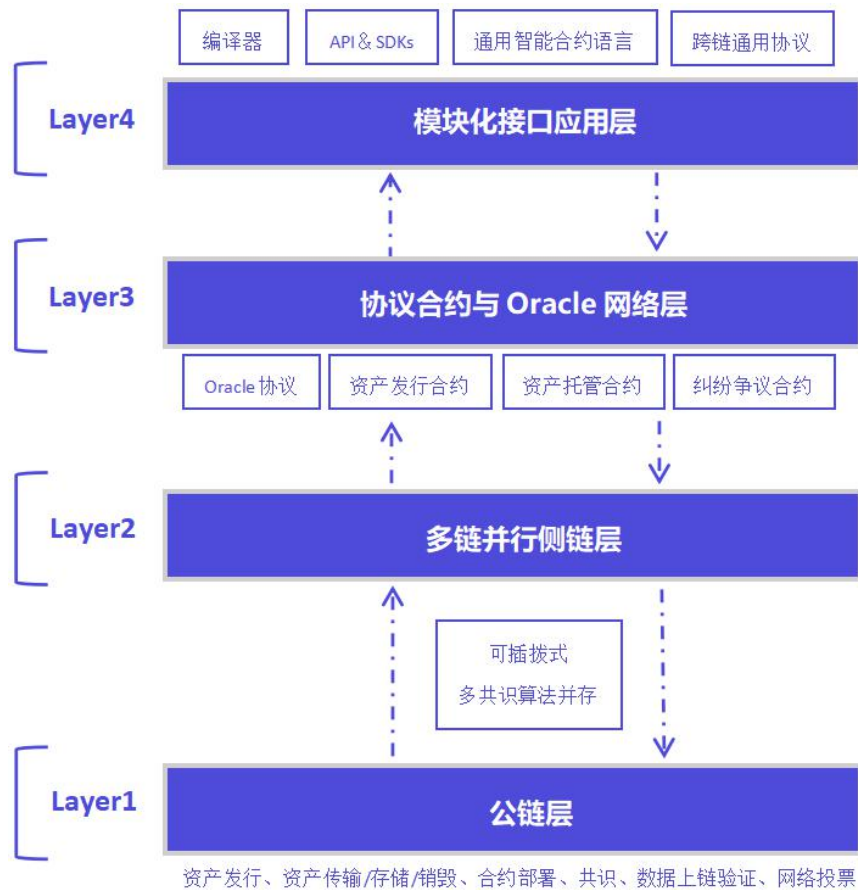 编译器
API & SDKs
通用智能合约语言
跨链通用协议
Layer4
模块化接口应用层
Layer3
协议合约与 Oracle 网络层
Oracle 协议
资产发行合约
资产托管合约
纠纷争议合约
Layer2
多链并行侧链层
可插拨式
多共识算法并存
Layer1
公链层
资产发行、资产传输/存储/销毁、合约部署、共识、数据上链验证、网络投票